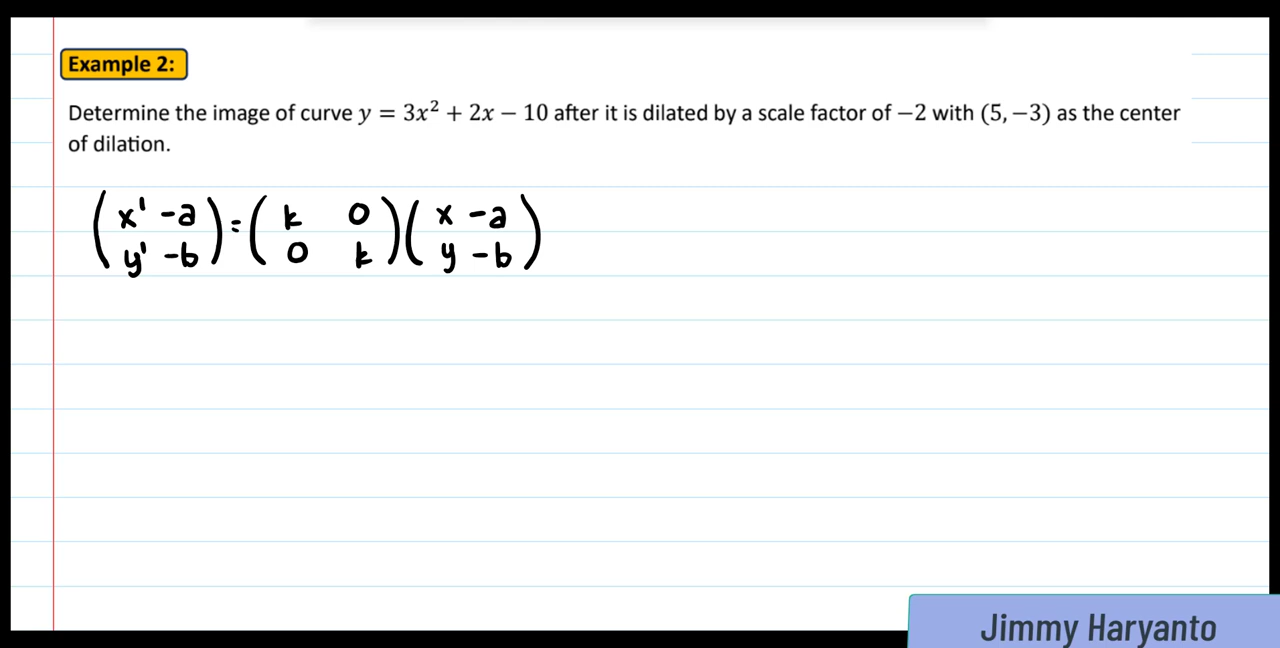 Example 2:
Determine the image of curve y = 3x² + 2x − 10 after it is dilated by a scale factor of −2 with (5, −3) as the center
of dilation.
(x' -a) = (k 0)(x -a)
(y' -b) (0 k)(y -b)
Jimmy Haryanto